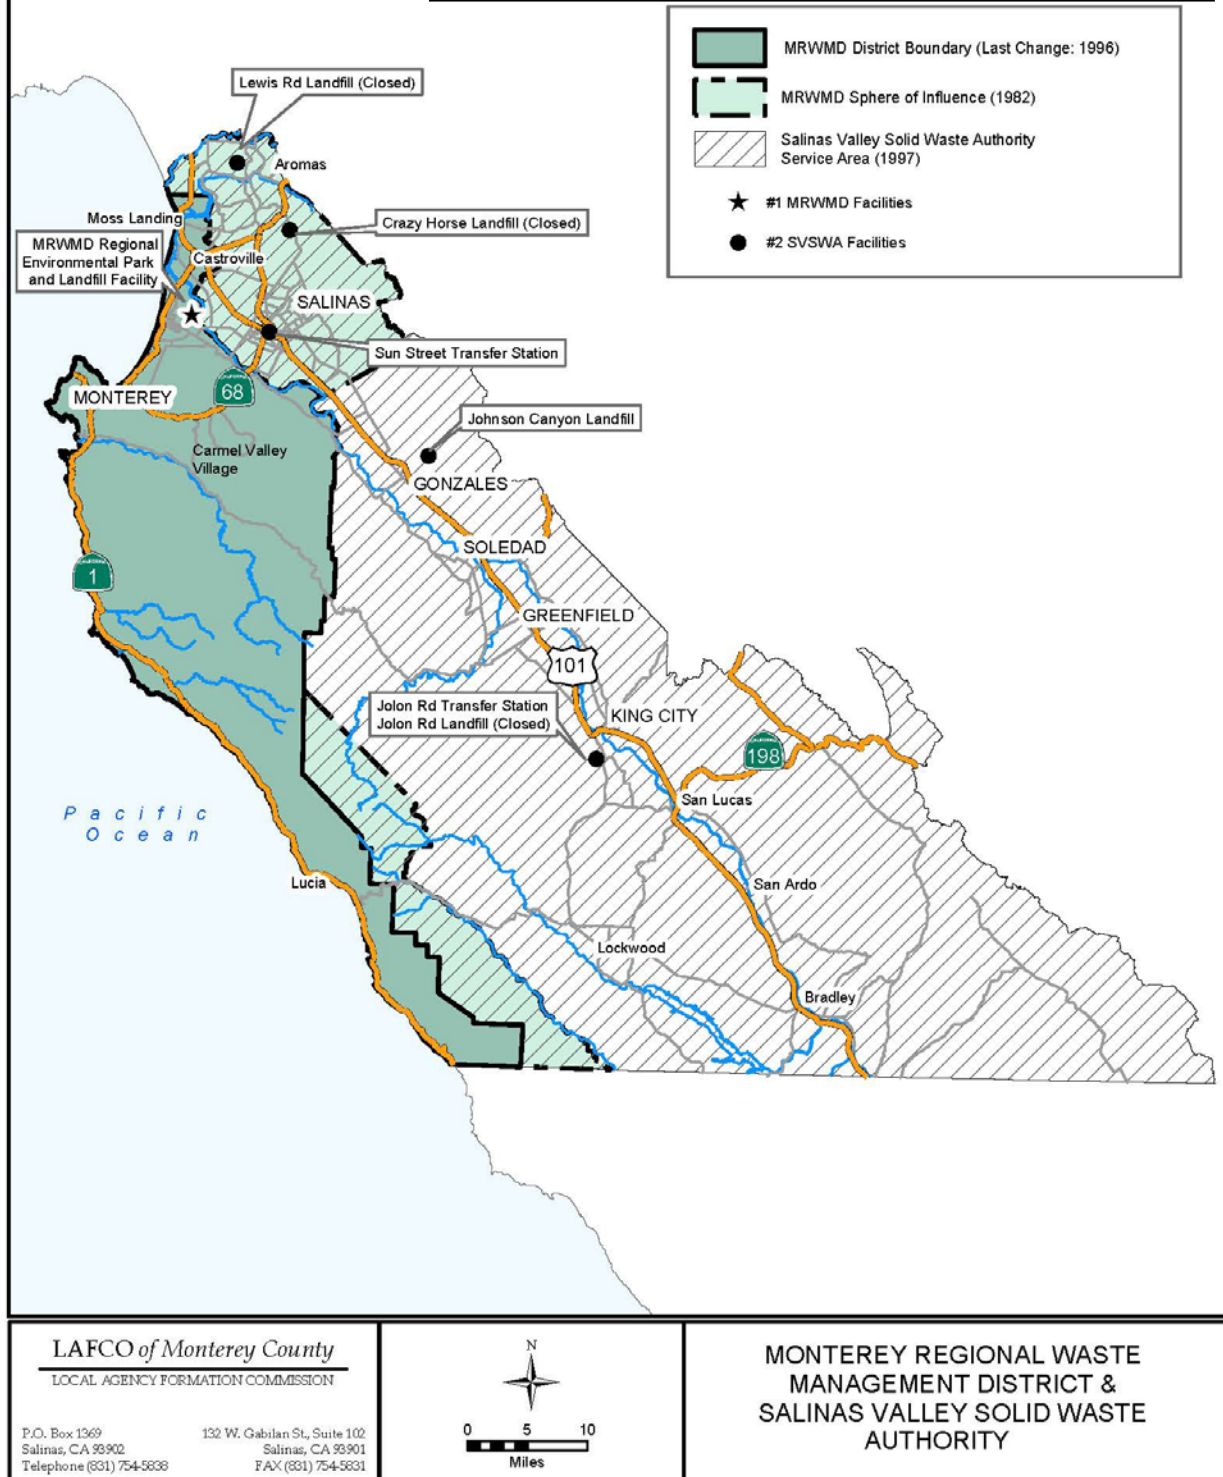 MRWMD District Boundary (Last Change: 1996)
MRWMD Sphere of Influence (1982)
Salinas Valley Solid Waste Authority
Service Area (1997)
#1 MRWMD Facilities
#2 SVSWA Facilities
Lewis Rd Landfill (Closed)
Aromas
Moss Landing
Crazy Horse Landfill (Closed)
MRWMD Regional
Environmental Park
and Landfill Facility
Castroville
SALINAS
Sun Street Transfer Station
MONTEREY
CALIFORNIA
68
Johnson Canyon Landfill
Carmel Valley
Village
GONZALES
SOLEDAD
CALIFORNIA
1
GREENFIELD
101
Jolon Rd Transfer Station
Jolon Rd Landfill (Closed)
KING CITY
CALIFORNIA
198
San Lucas
Pacific
Ocean
Lucia
San Ardo
Lockwood
Bradley
LAFCO of Monterey County
LOCAL AGENCY FORMATION COMMISSION
P.O. Box 1369
Salinas, CA 93902
Telephone (831) 754-5838
132 W. Gabilan St., Suite 102
Salinas, CA 93901
FAX (831) 754-5831
N
0 5 10
Miles
MONTEREY REGIONAL WASTE
MANAGEMENT DISTRICT &
SALINAS VALLEY SOLID WASTE
AUTHORITY